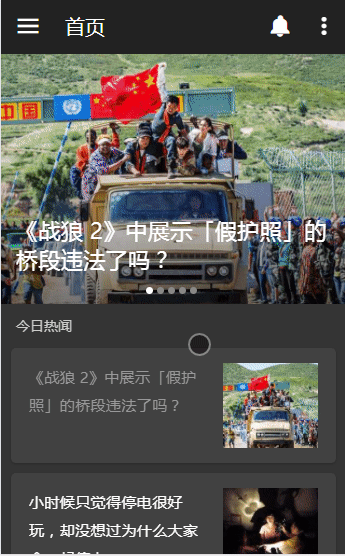 首页
中国
《战狼 2》中展示「假护照」的
桥段违法了吗？
今日热闻
《战狼 2》中展示「假护
照」的桥段违法了吗？
小时候只觉得停电很好
玩，却没想过为什么大家